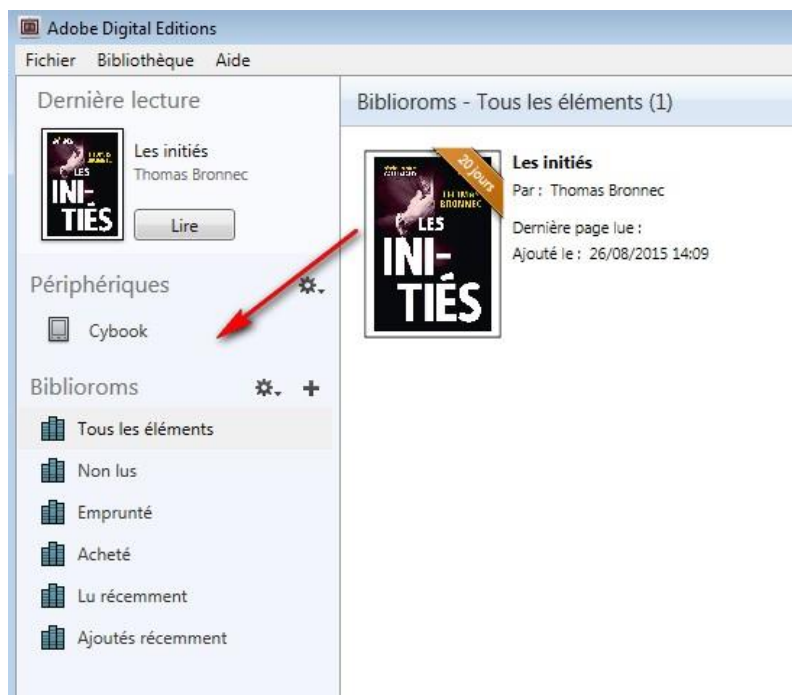 Adobe Digital Editions
Fichier Bibliothèque Aide
Dernière lecture
LES
INI-
TIÉS
Les initiés
Thomas Bronnec
Lire
Périphériques
Cybook
Biblioroms
Tous les éléments
Non lus
Emprunté
Acheté
Lu récemment
Ajoutés récemment
Biblioroms - Tous les éléments (1)
20 jours
THOMAS
BRONNEC
LES
INI-
TIÉS
Les initiés
Par : Thomas Bronnec
Dernière page lue :
Ajouté le : 26/08/2015 14:09